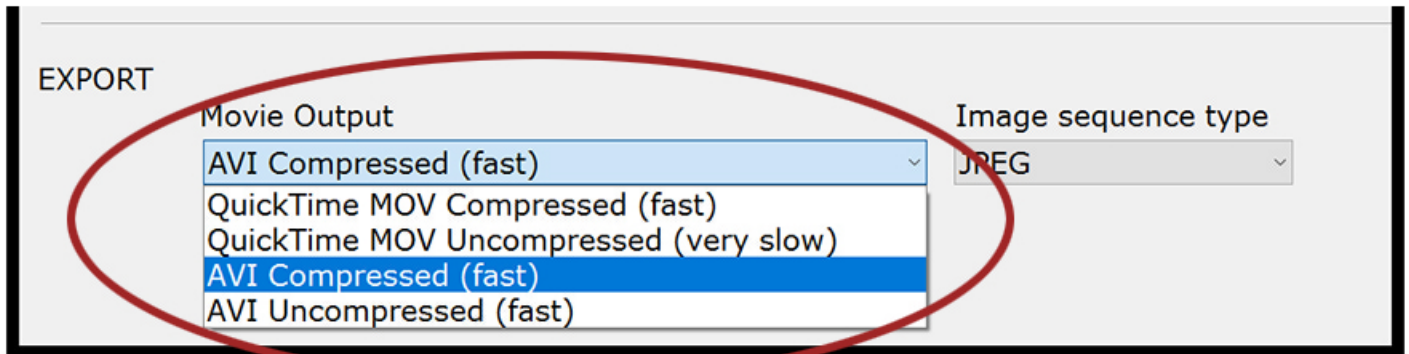 EXPORT
Movie Output
Image sequence type
AVI Compressed (fast)
JPEG
QuickTime MOV Compressed (fast)
QuickTime MOV Uncompressed (very slow)
AVI Compressed (fast)
AVI Uncompressed (fast)